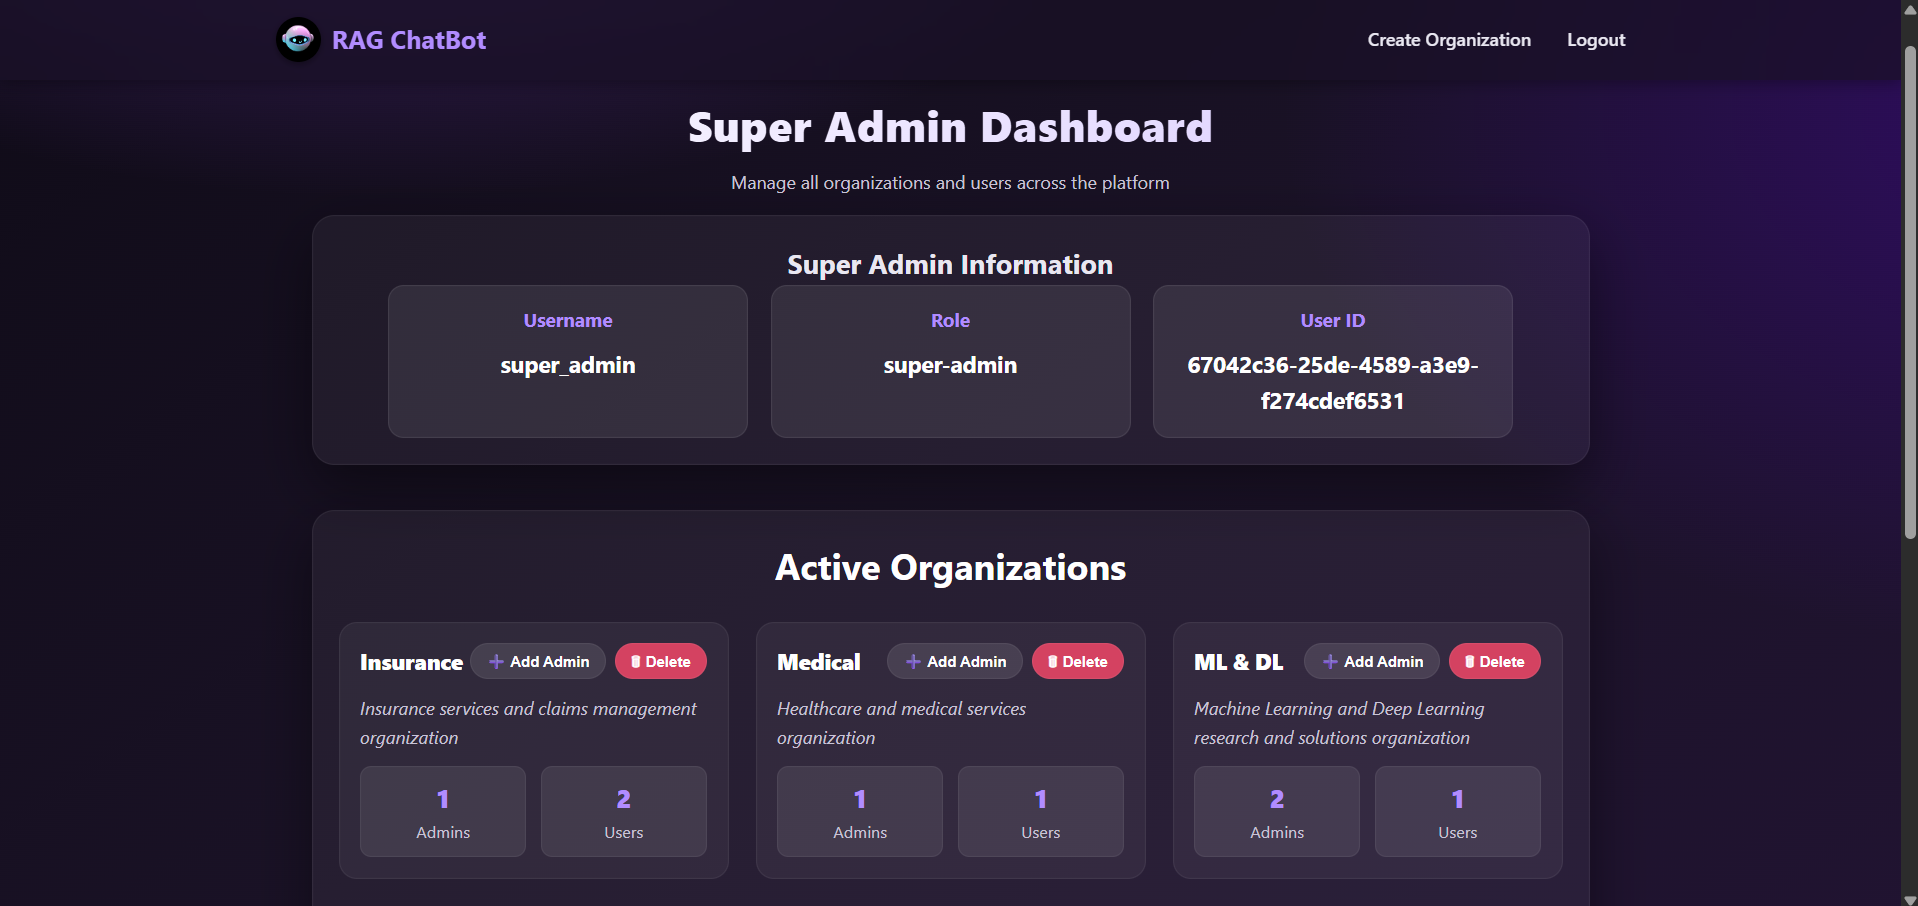 RAG ChatBot
Create Organization
Logout
Super Admin Dashboard
Manage all organizations and users across the platform
Super Admin Information
Username
super_admin
Role
super-admin
User ID
67042c36-25de-4589-a3e9-
f274cdef6531
Active Organizations
Insurance
Add Admin
Delete
Insurance services and claims management
organization
1
Admins
2
Users
Medical
Add Admin
Delete
Healthcare and medical services
organization
1
Admins
1
Users
ML & DL
Add Admin
Delete
Machine Learning and Deep Learning
research and solutions organization
2
Admins
1
Users